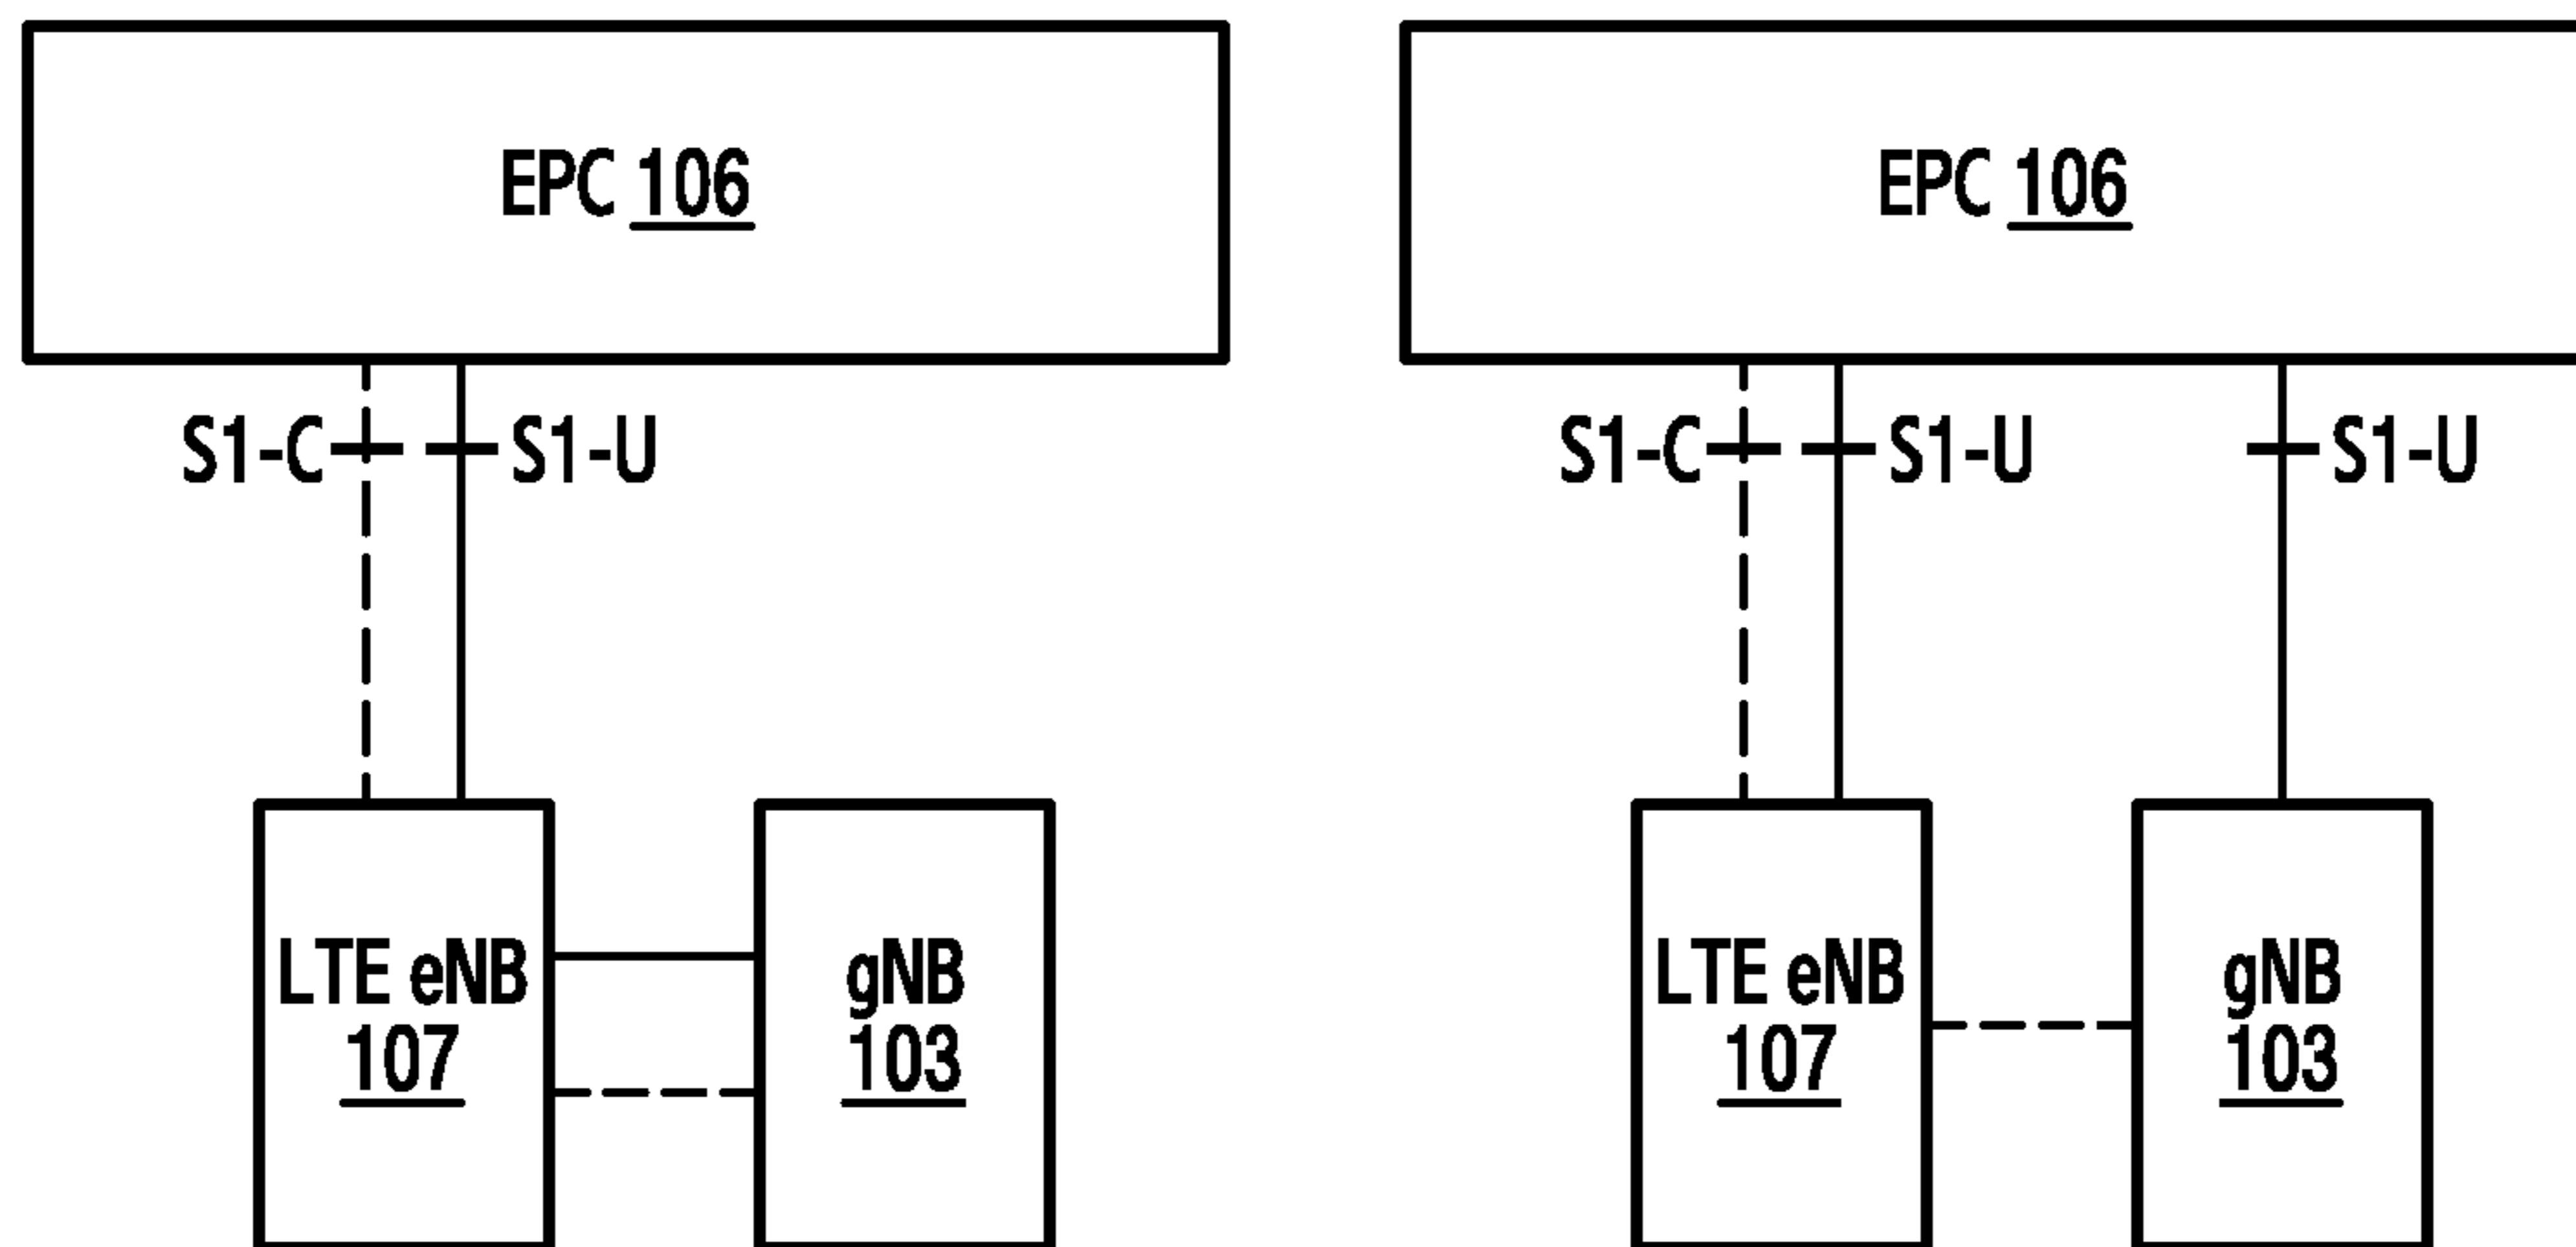 EPC 106
S1-C
S1-U
LTE eNB
107
gNB
103
EPC 106
S1-C
S1-U
S1-U
LTE eNB
107
gNB
103